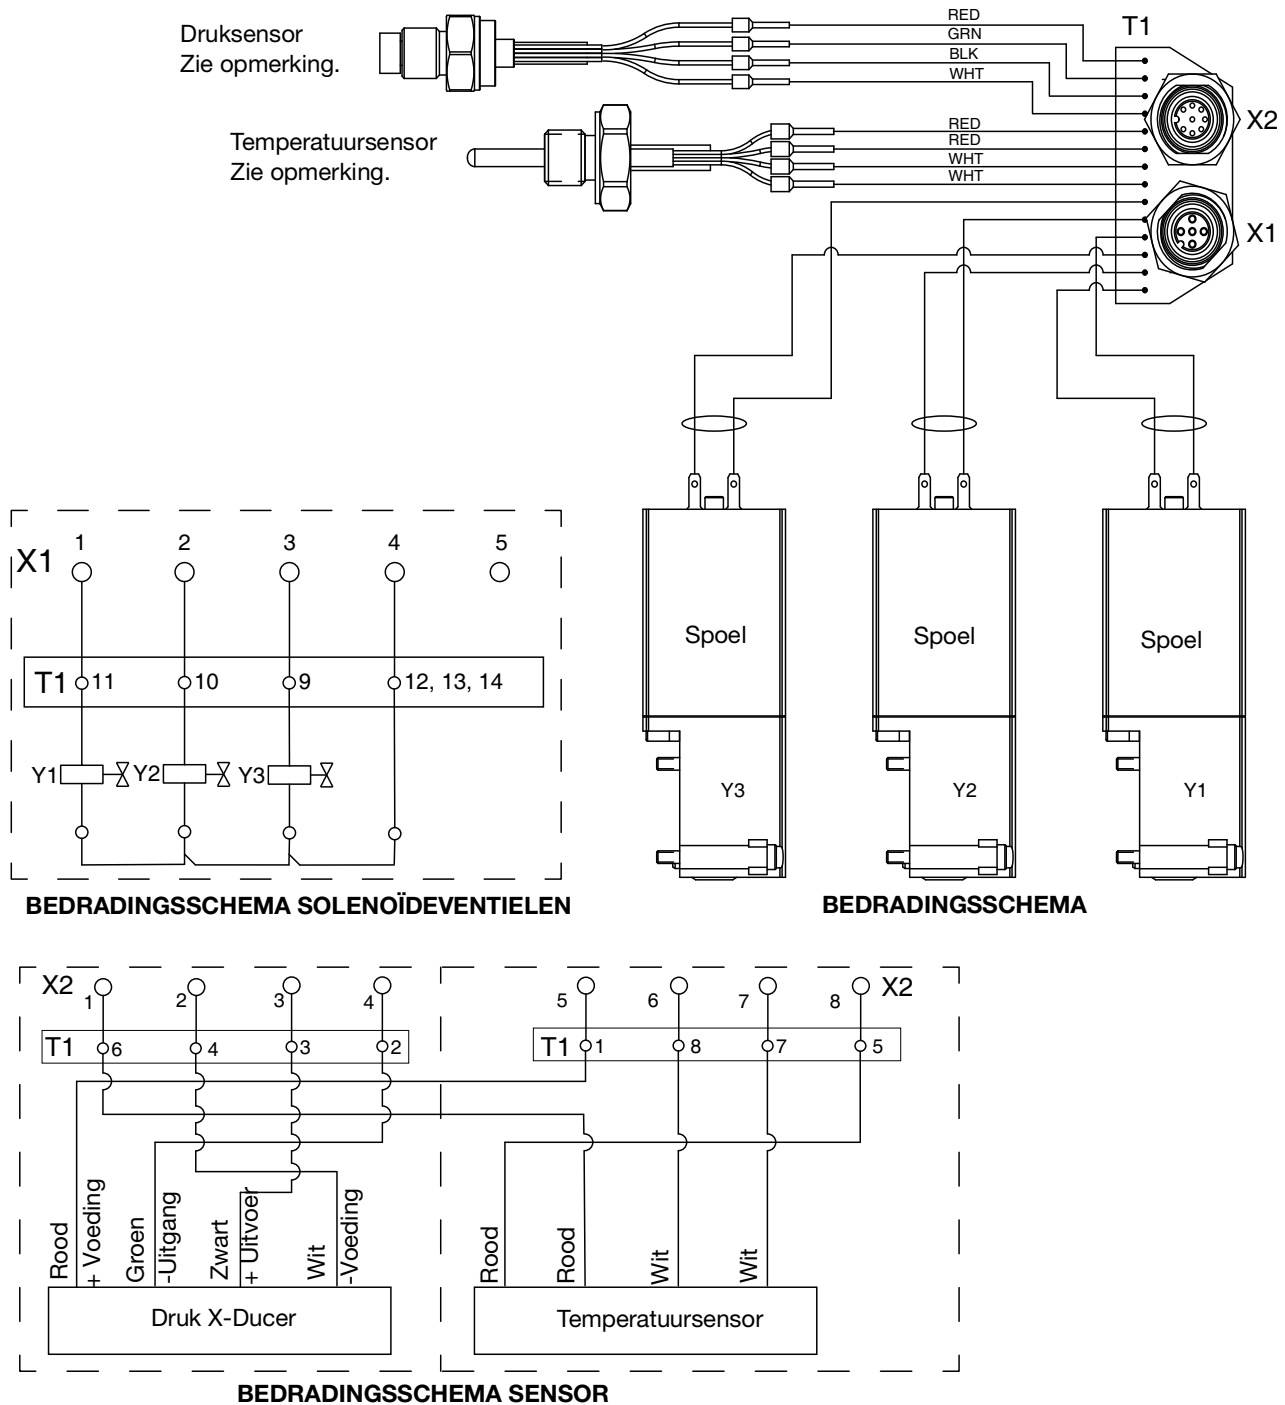 Druksensor
Zie opmerking.
RED
GRN
BLK
WHT
T1
X2
Temperatuursensor
Zie opmerking.
RED
RED
WHT
WHT
X1
Spoel
Spoel
Spoel
Y3
Y2
Y1
BEDRADINGSSCHEMA
X1
1 2 3 4 5
T1 11 10 9 12, 13, 14
Y1 Y2 Y3
BEDRADINGSSCHEMA SOLENOÏDEVENTIELEN
X2 1 2 3 4
T1 6 4 3 2
5 6 7 8 X2
T1 1 8 7 5
Rood
+ Voeding
Groen
-Uitgang
Zwart
+ Uitvoer
Wit
-Voeding
Druk X-Ducer
Rood
Rood
Wit
Wit
Temperatuursensor
BEDRADINGSSCHEMA SENSOR